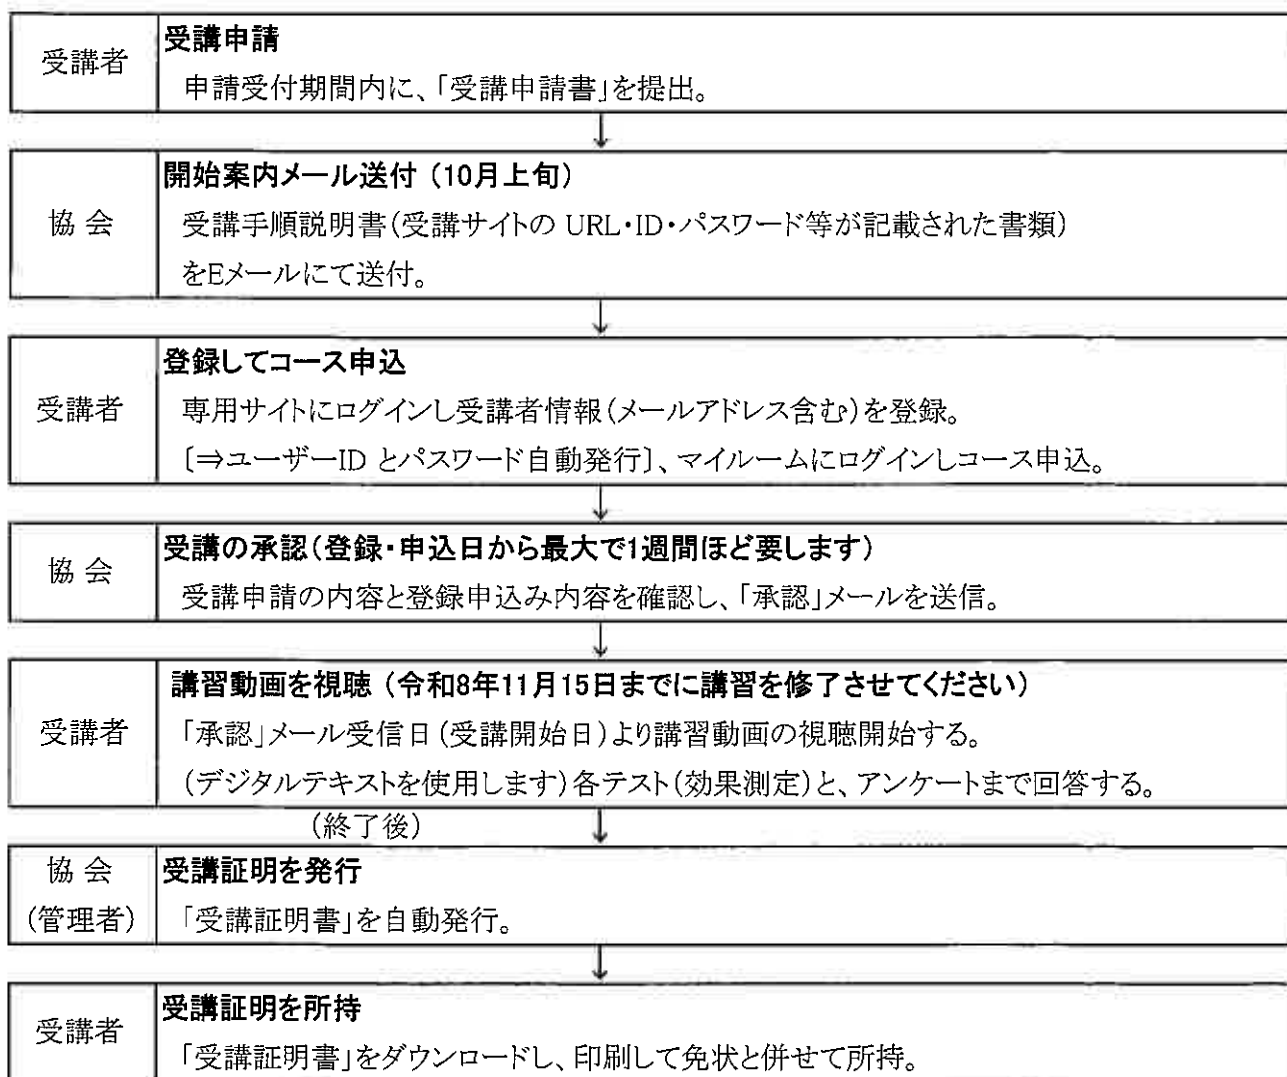 受講者
受講申請
申請受付期間内に、「受講申請書」を提出。
↓
協 会
開始案内メール送付（10月上旬）
受講手順説明書（受講サイトの URL・ID・パスワード等が記載された書類）
をEメールにて送付。
↓
受講者
登録してコース申込
専用サイトにログインし受講者情報（メールアドレス含む）を登録。
〔⇒ユーザーID とパスワード自動発行〕、マイルームにログインしコース申込。
↓
協 会
受講の承認（登録・申込日から最大で1週間ほど要します）
受講申請の内容と登録申込み内容を確認し、「承認」メールを送信。
↓
受講者
講習動画を視聴（令和8年11月15日までに講習を修了させてください）
「承認」メール受信日（受講開始日）より講習動画の視聴開始する。
（デジタルテキストを使用します）各テスト（効果測定）と、アンケートまで回答する。
（終了後）
↓
協 会
（管理者）
受講証明を発行
「受講証明書」を自動発行。
↓
受講者
受講証明を所持
「受講証明書」をダウンロードし、印刷して免状と併せて所持。